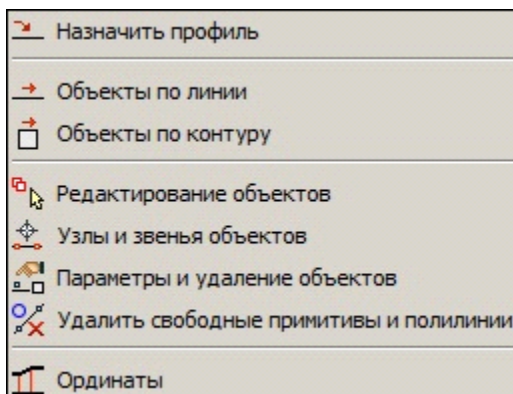 Назначить профиль
Объекты по линии
Объекты по контуру
Редактирование объектов
Узлы и звенья объектов
Параметры и удаление объектов
Удалить свободные примитивы и полилинии
Ординаты